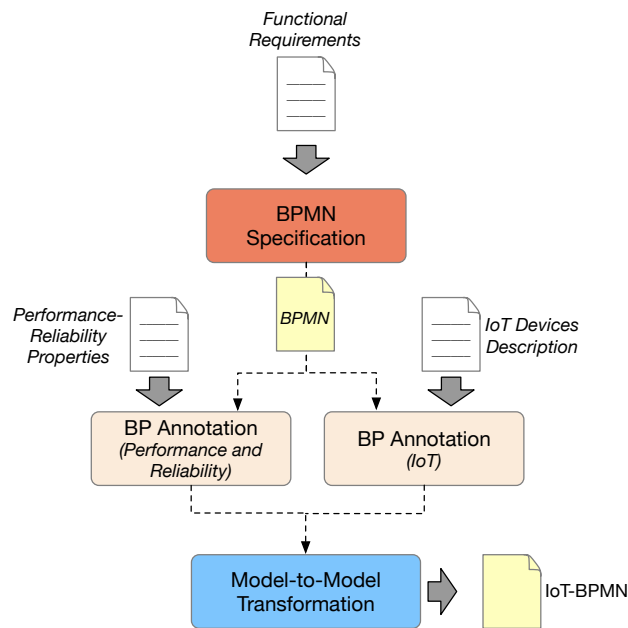 Functional
Requirements
BPMN
Specification
Performance-
Reliability
Properties
BPMN
IoT Devices
Description
BP Annotation
(Performance and
Reliability)
BP Annotation
(IoT)
Model-to-Model
Transformation
IoT-BPMN